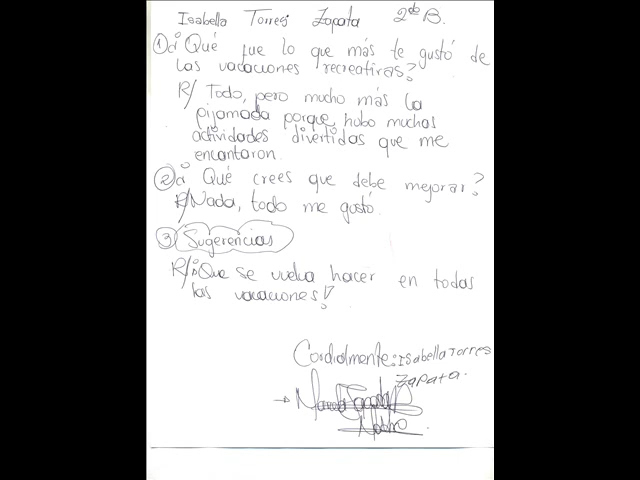 Isabella Torres Zapata 2do B.
① ¿Qué fue lo que más te gustó de
las vacaciones recreativas?
R/ Todo, pero mucho más la
pijamada porque, hubo muchas
actividades divertidas que me
encantaron.
② ¿Qué crees que debe mejorar?
R/ Nada, todo me gustó.
③ Sugerencias
R/ ¡Que se vuelva hacer en todas
las vacaciones!
Cordialmente: Isabella Torres
Zapata.
Madre